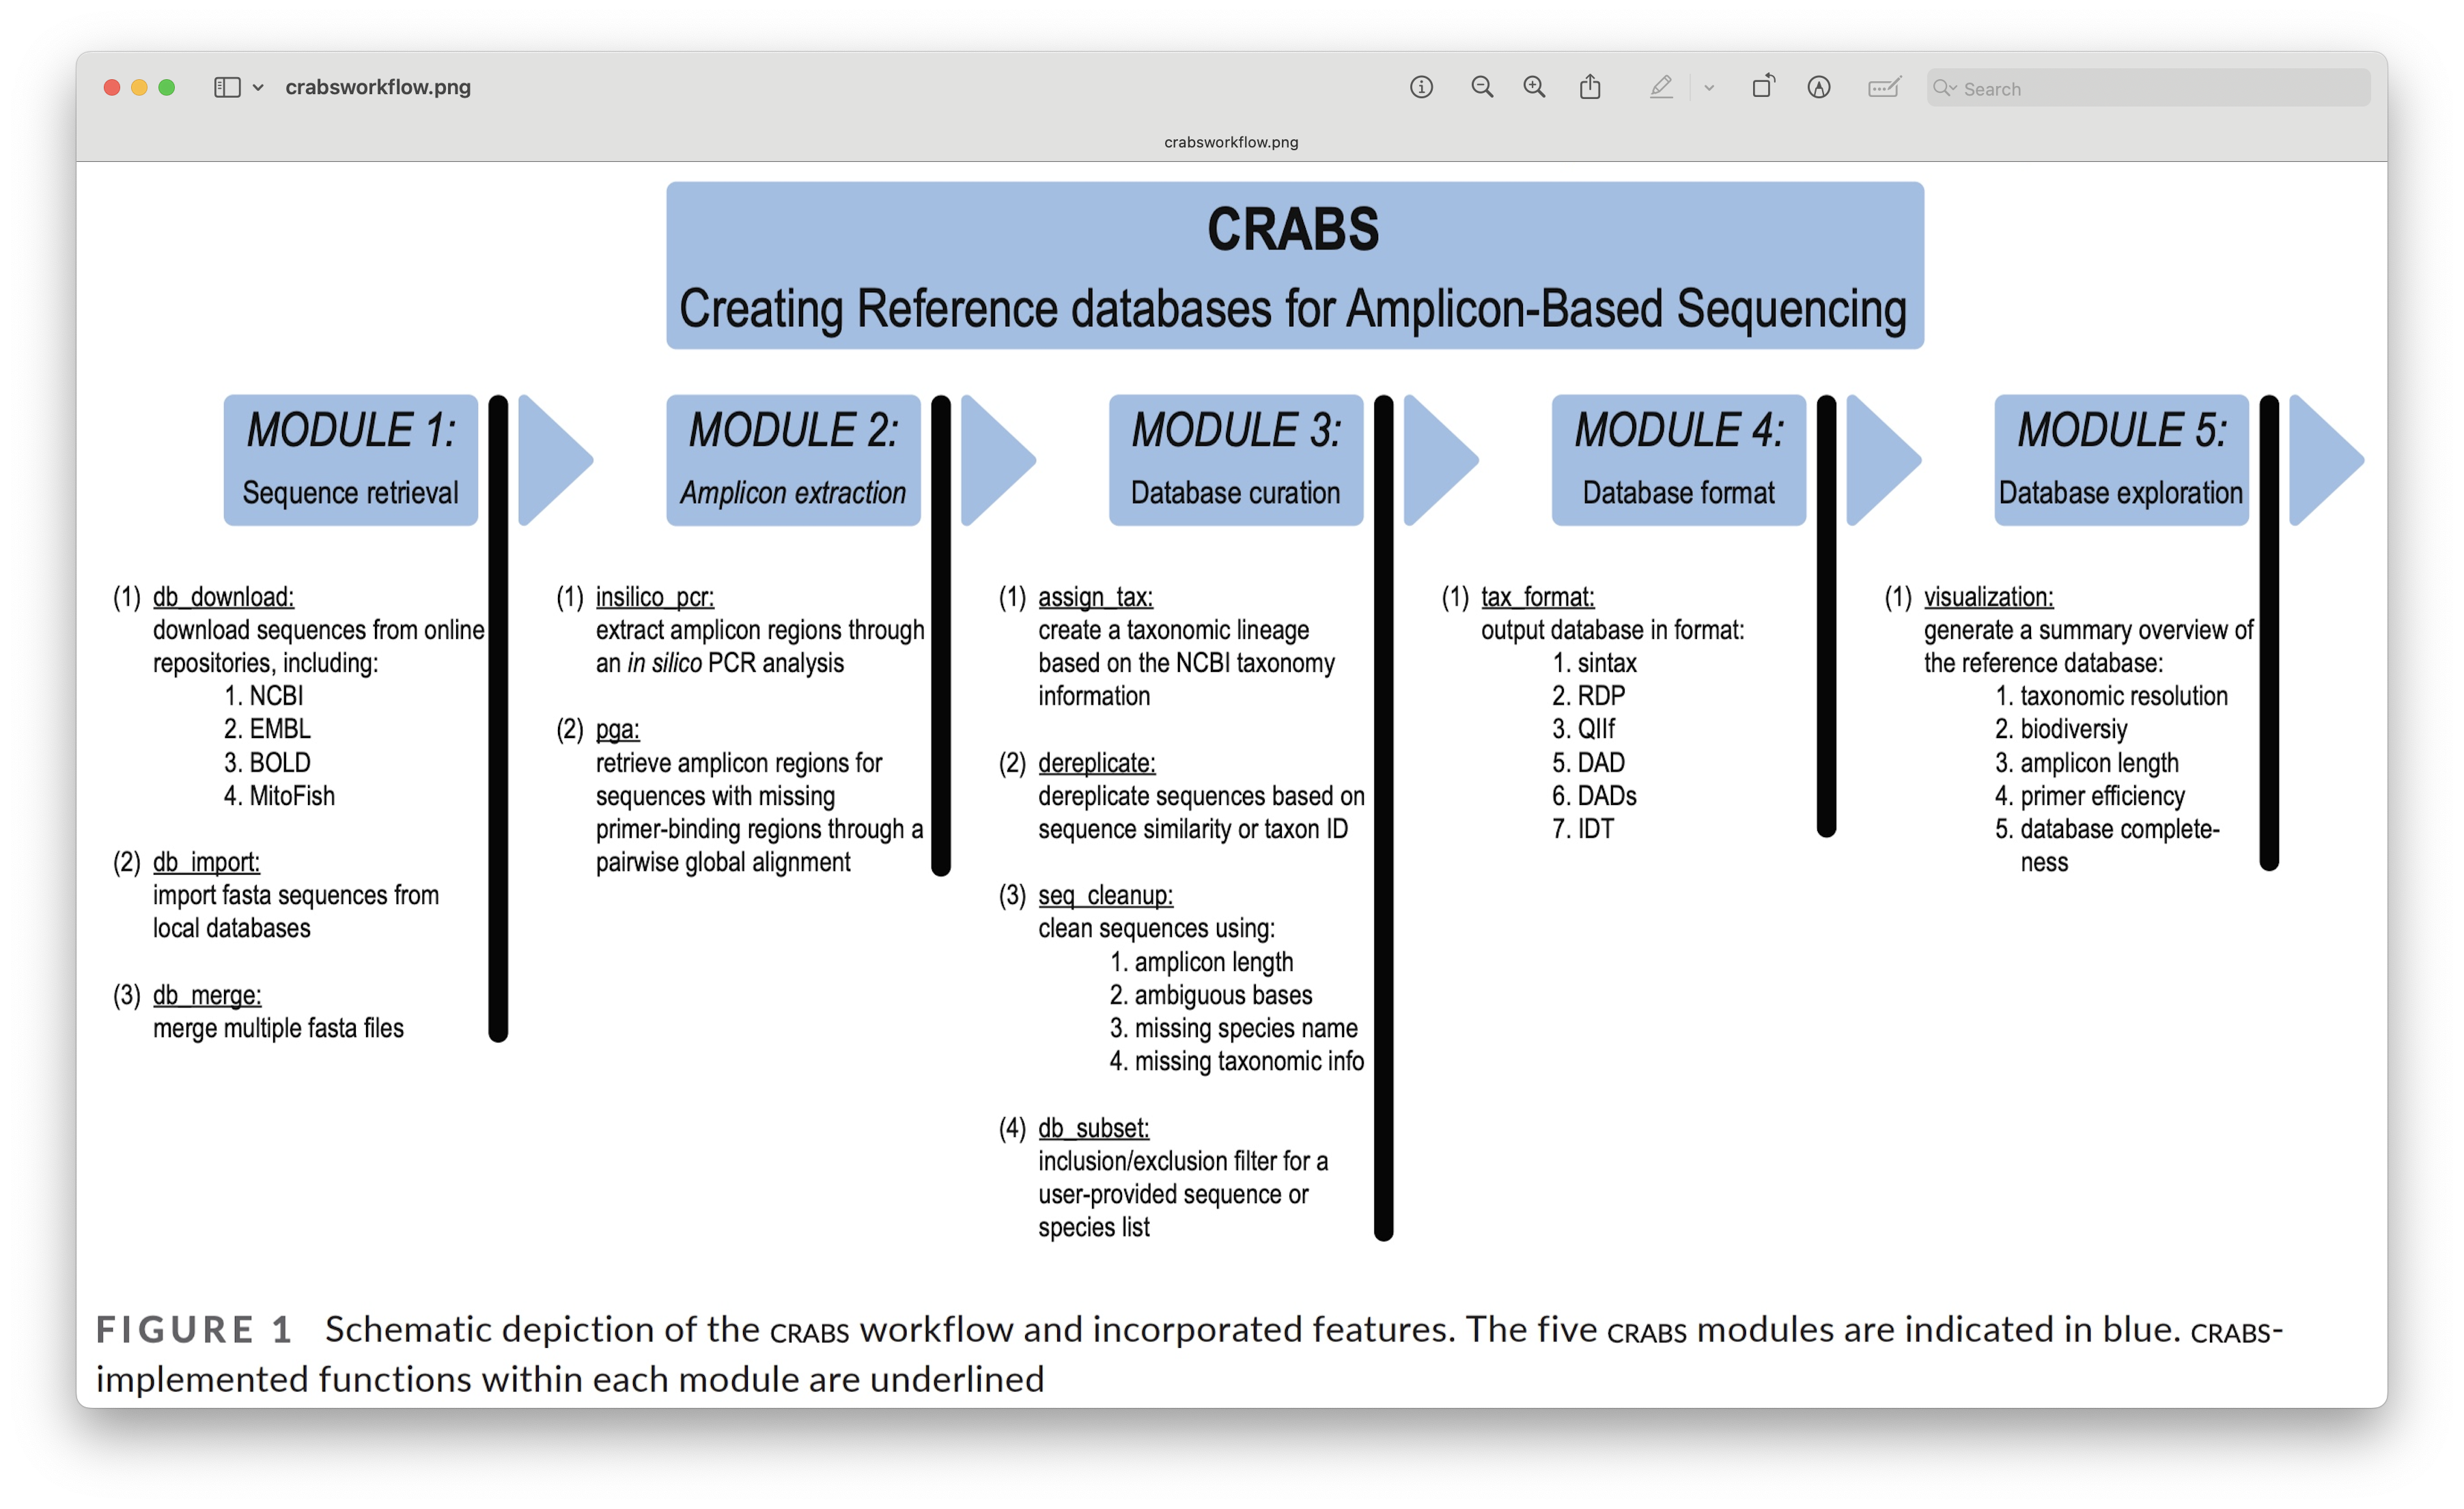 crabsworkflow.png
Search
crabsworkflow.png
CRABS
Creating Reference databases for Amplicon-Based Sequencing
MODULE 1:
Sequence retrieval
(1) db_download:
download sequences from online
repositories, including:
1. NCBI
2. EMBL
3. BOLD
4. MitoFish
(2) db_import:
import fasta sequences from
local databases
(3) db_merge:
merge multiple fasta files
MODULE 2:
Amplicon extraction
(1) insilico_pcr:
extract amplicon regions through
an in silico PCR analysis
(2) pga:
retrieve amplicon regions for
sequences with missing
primer-binding regions through a
pairwise global alignment
MODULE 3:
Database curation
(1) assign_tax:
create a taxonomic lineage
based on the NCBI taxonomy
information
(2) dereplicate:
dereplicate sequences based on
sequence similarity or taxon ID
(3) seq_cleanup:
clean sequences using:
1. amplicon length
2. ambiguous bases
3. missing species name
4. missing taxonomic info
(4) db_subset:
inclusion/exclusion filter for a
user-provided sequence or
species list
MODULE 4:
Database format
(1) tax_format:
output database in format:
1. sintax
2. RDP
3. QIIf
5. DAD
6. DADs
7. IDT
MODULE 5:
Database exploration
(1) visualization:
generate a summary overview of
the reference database:
1. taxonomic resolution
2. biodiversiy
3. amplicon length
4. primer efficiency
5. database complete-
ness
FIGURE 1 Schematic depiction of the CRABS workflow and incorporated features. The five CRABS modules are indicated in blue. CRABS-
implemented functions within each module are underlined